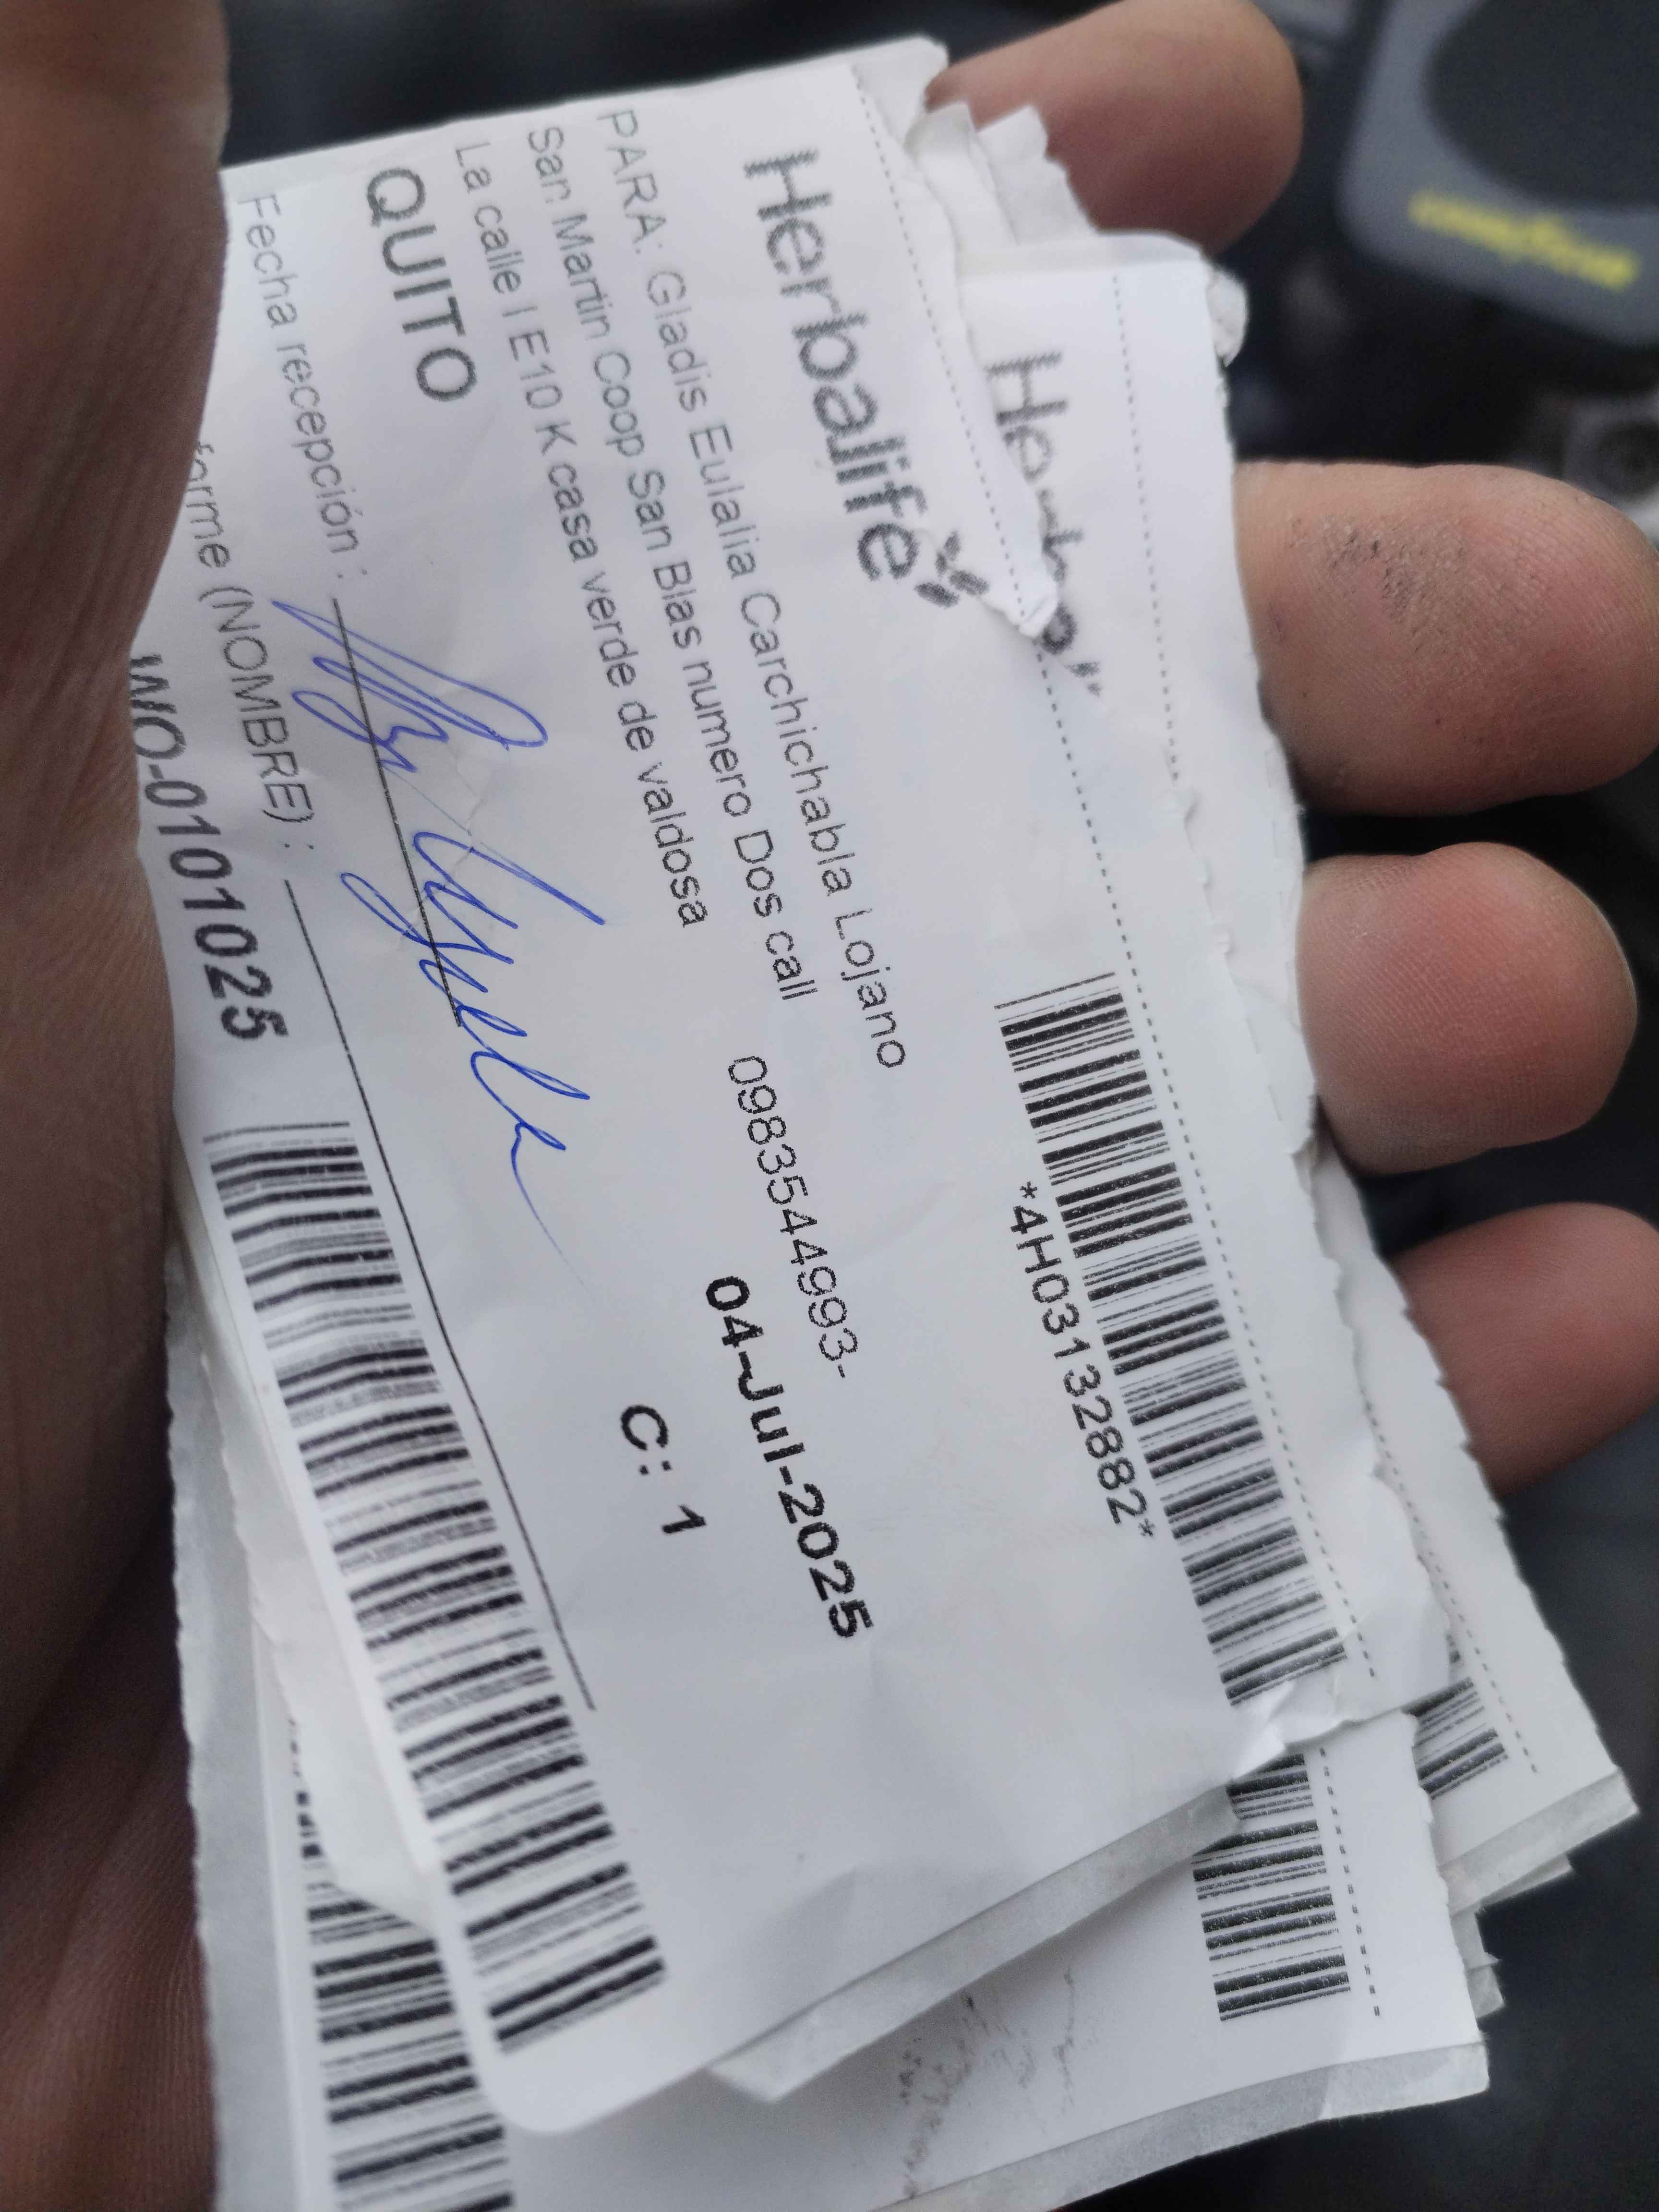 Herbalife
*4H03132882*
PARA: Gladis Eulalia Carchichabla Lojano
San Martin Coop San Blas numero Dos call
0983544993-
La calle I E10 K casa verde de valdosa
04-Jul-2025
QUITO
C: 1
Fecha recepción :
forme (NOMBRE) :
WO-0101025